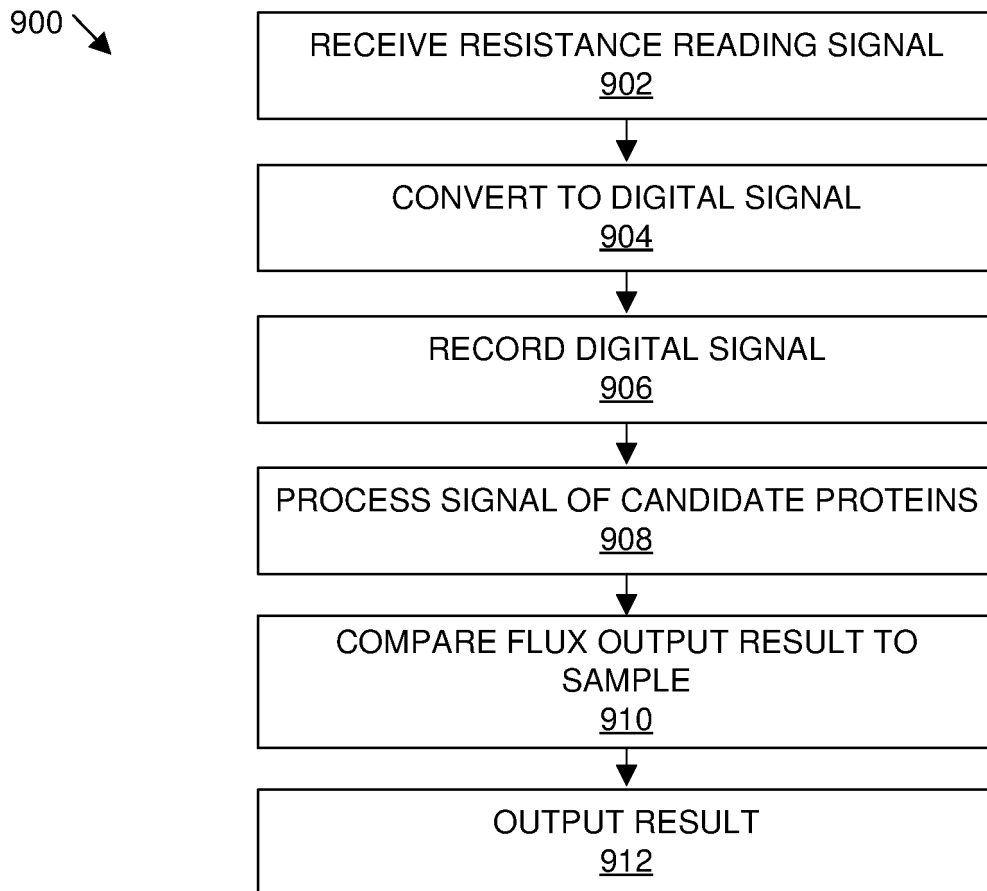 900
RECEIVE RESISTANCE READING SIGNAL
902
CONVERT TO DIGITAL SIGNAL
904
RECORD DIGITAL SIGNAL
906
PROCESS SIGNAL OF CANDIDATE PROTEINS
908
COMPARE FLUX OUTPUT RESULT TO
SAMPLE
910
OUTPUT RESULT
912